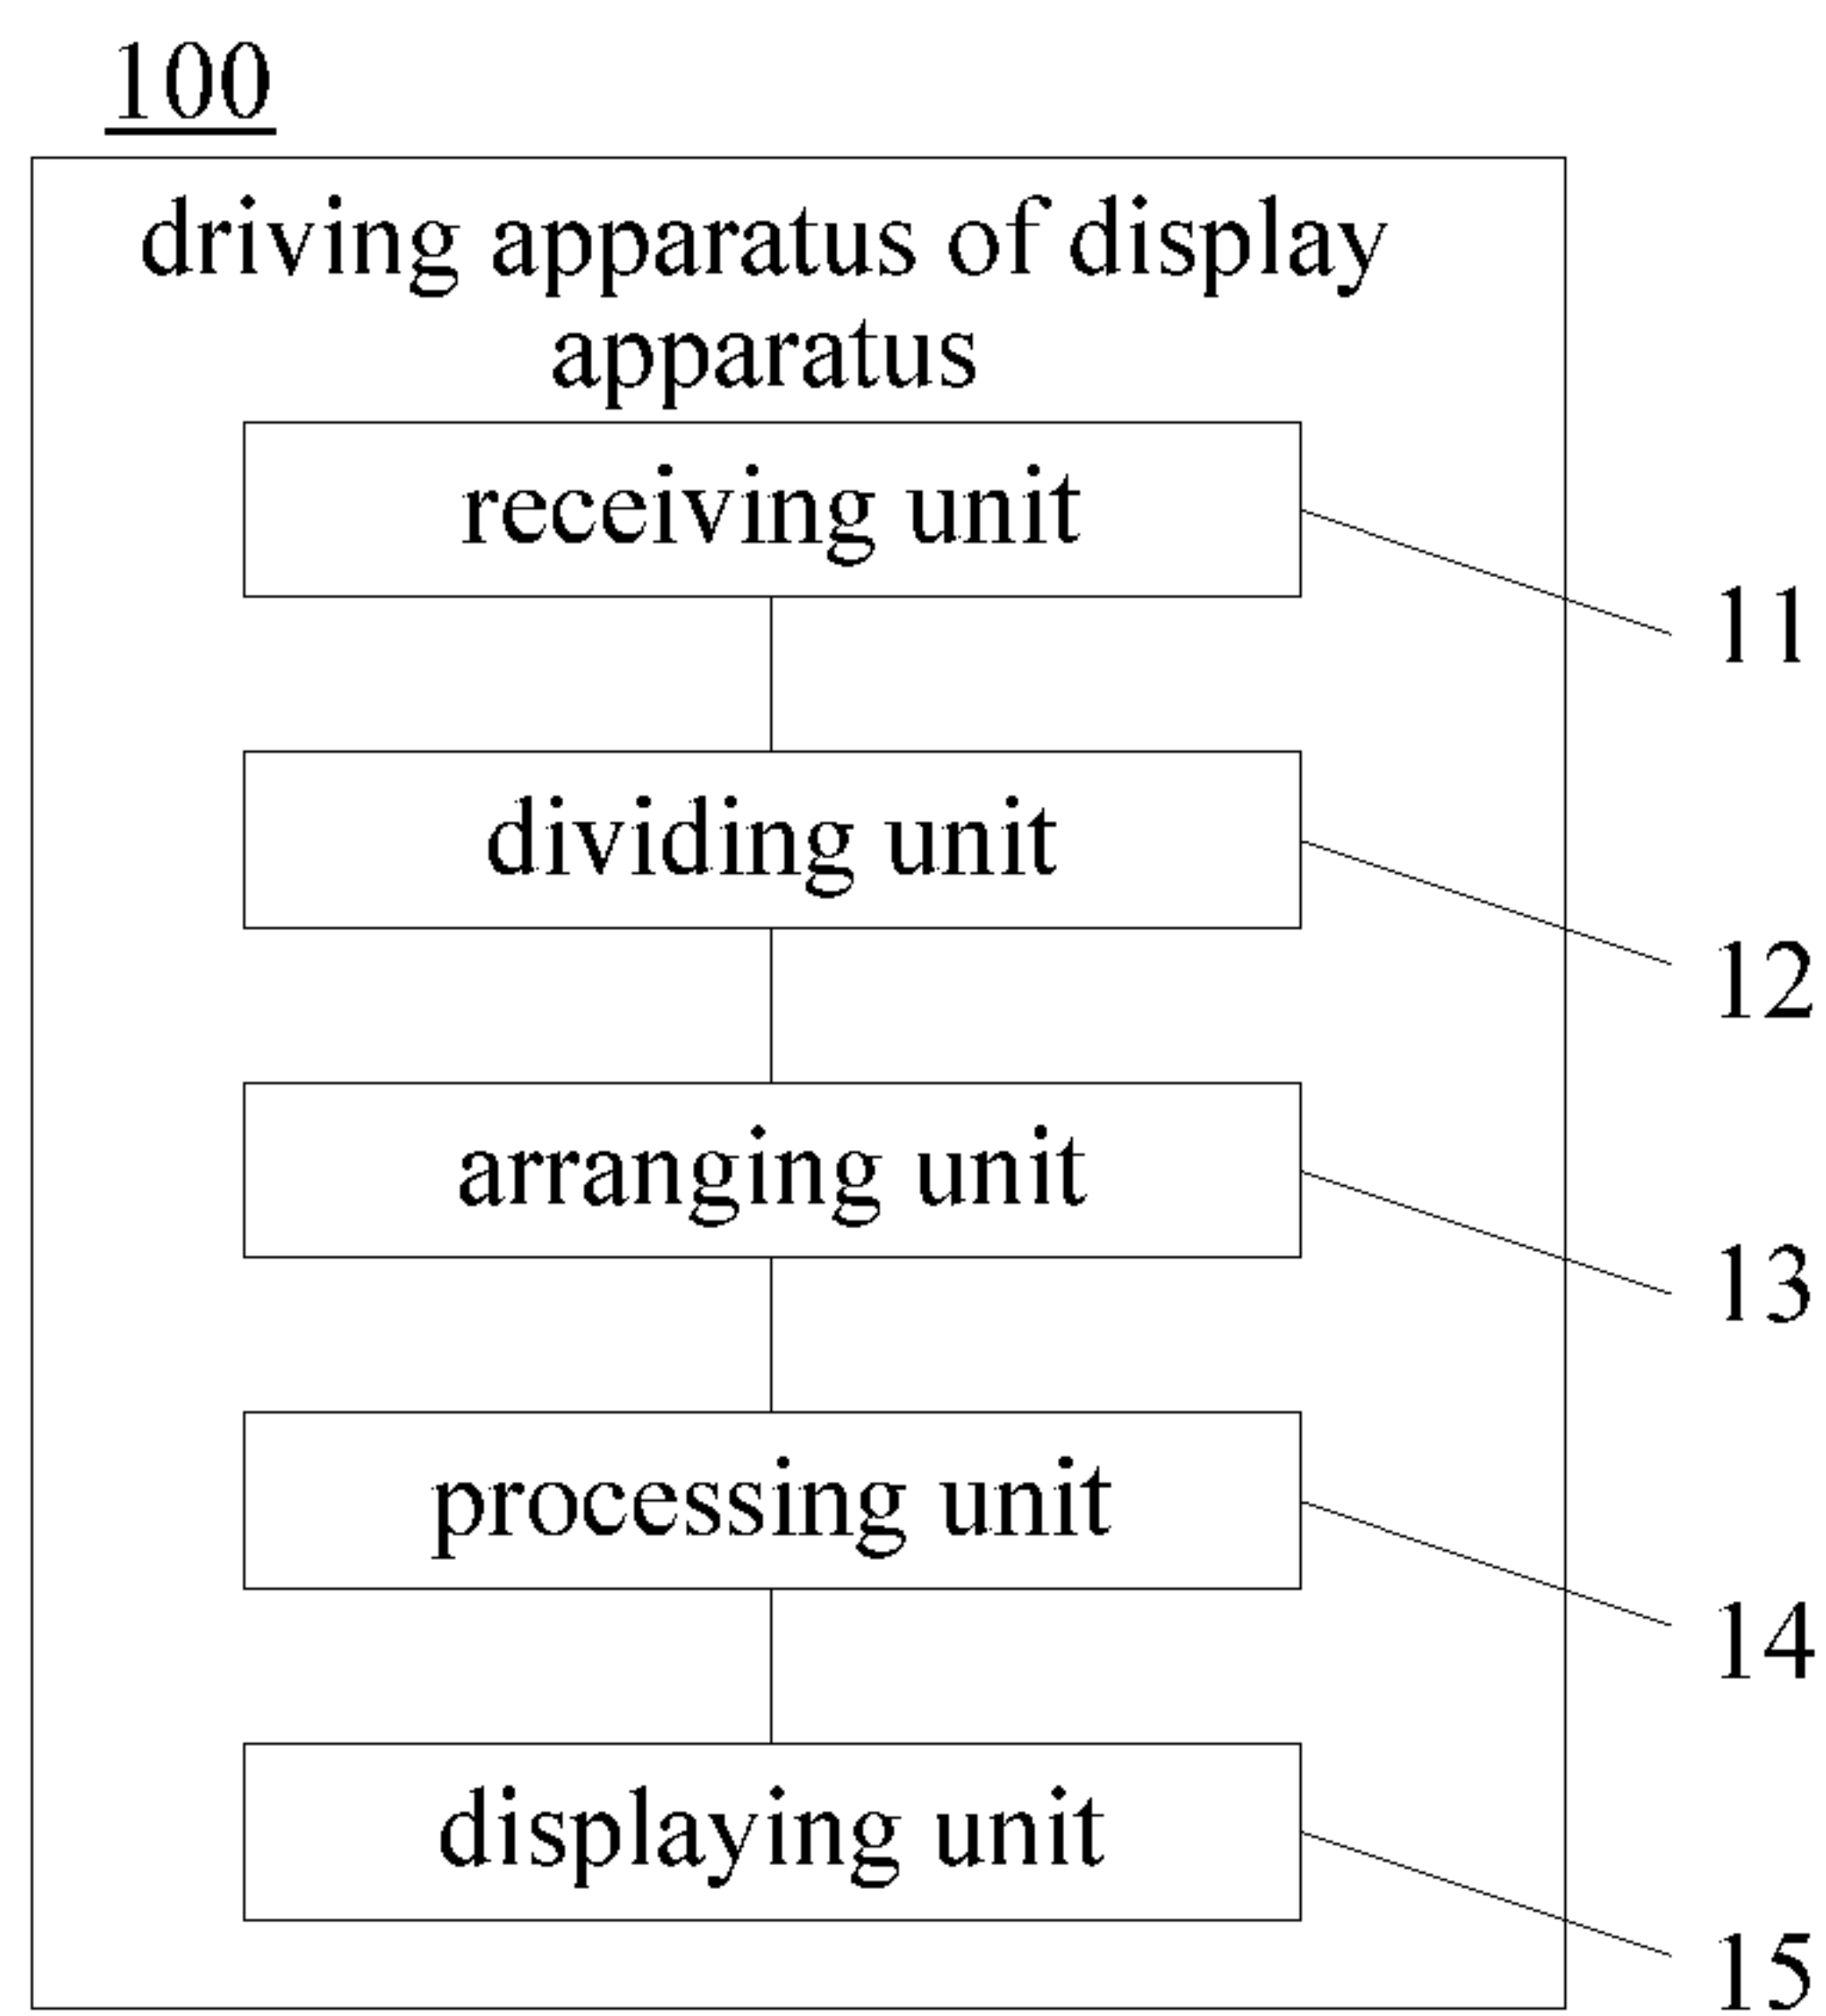 100
driving apparatus of display
apparatus
receiving unit
11
dividing unit
12
arranging unit
13
processing unit
14
displaying unit
15